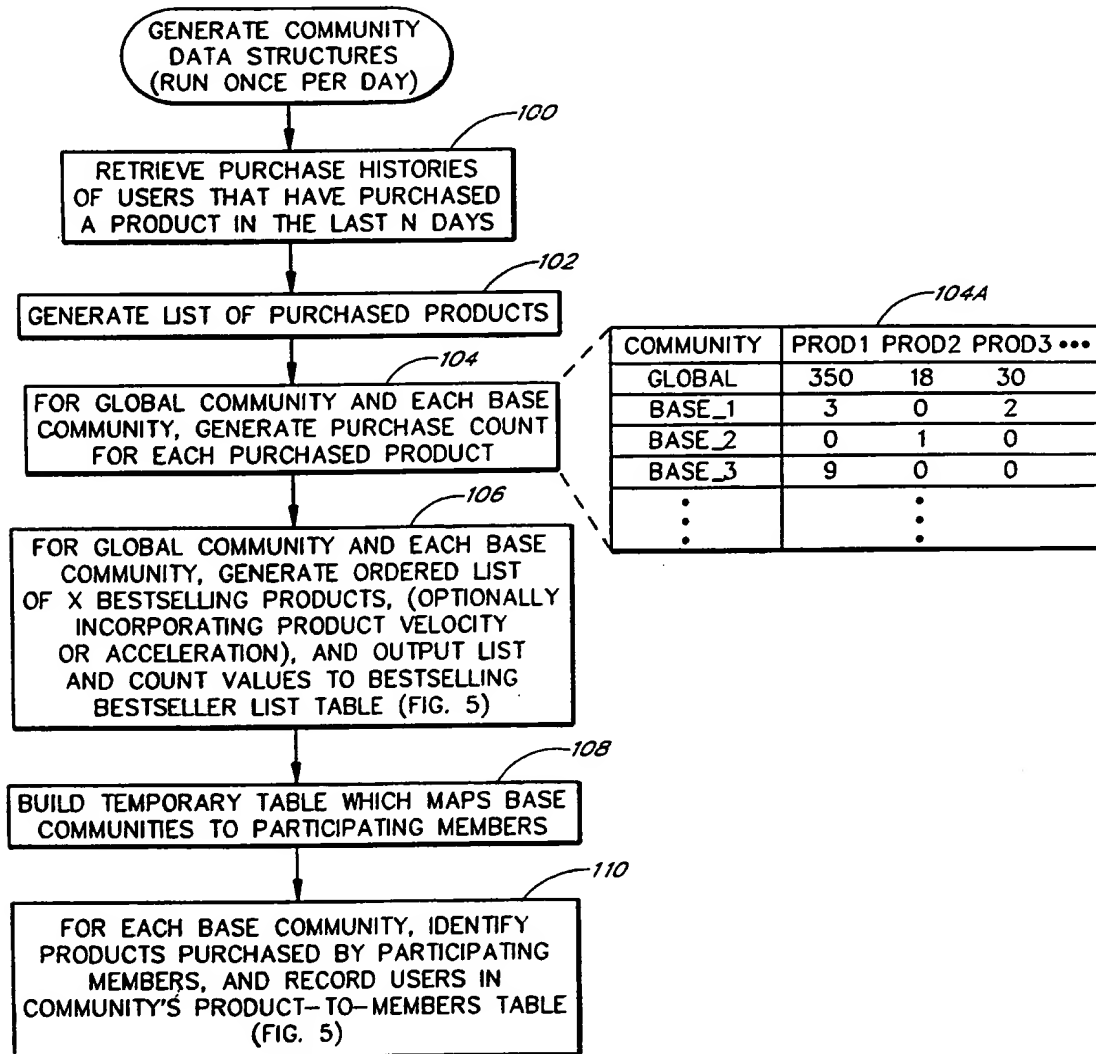 GENERATE COMMUNITY
DATA STRUCTURES
(RUN ONCE PER DAY)
100
RETRIEVE PURCHASE HISTORIES
OF USERS THAT HAVE PURCHASED
A PRODUCT IN THE LAST N DAYS
102
GENERATE LIST OF PURCHASED PRODUCTS
104
FOR GLOBAL COMMUNITY AND EACH BASE
COMMUNITY, GENERATE PURCHASE COUNT
FOR EACH PURCHASED PRODUCT
104A
COMMUNITY PROD1 PROD2 PROD3 •••
GLOBAL 350 18 30
BASE_1 3 0 2
BASE_2 0 1 0
BASE_3 9 0 0
106
FOR GLOBAL COMMUNITY AND EACH BASE
COMMUNITY, GENERATE ORDERED LIST
OF X BESTSELLING PRODUCTS, (OPTIONALLY
INCORPORATING PRODUCT VELOCITY
OR ACCELERATION), AND OUTPUT LIST
AND COUNT VALUES TO BESTSELLING
BESTSELLER LIST TABLE (FIG. 5)
108
BUILD TEMPORARY TABLE WHICH MAPS BASE
COMMUNITIES TO PARTICIPATING MEMBERS
110
FOR EACH BASE COMMUNITY, IDENTIFY
PRODUCTS PURCHASED BY PARTICIPATING
MEMBERS, AND RECORD USERS IN
COMMUNITY'S PRODUCT-TO-MEMBERS TABLE
(FIG. 5)